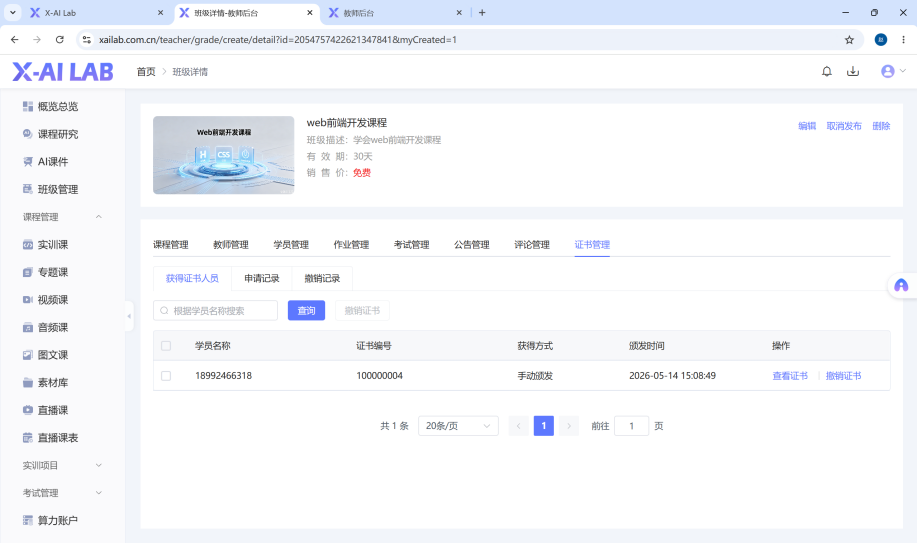 X-AI Lab
班级详情-教师后台
教师后台
xailab.com.cn/teacher/grade/create/detail?id=2054757422621347841&myCreated=1
X-AI LAB
首页 > 班级详情
概览总览
课程研究
AI课件
班级管理
课程管理
实训课
专题课
视频课
音频课
图文课
素材库
直播课
直播课表
实训项目
考试管理
算力账户
Web前端开发课程
CSS
web前端开发课程
班级描述：学会web前端开发课程
有 效 期：30天
销 售 价：免费
编辑 取消发布 删除
课程管理 教师管理 学员管理 作业管理 考试管理 公告管理 评论管理 证书管理
获得证书人员 申请记录 撤销记录
根据学员名称搜索 查询 撤销证书
学员名称 证书编号 获得方式 颁发时间 操作
18992466318 100000004 手动颁发 2026-05-14 15:08:49 查看证书 撤销证书
共 1 条 20条/页 1 前往 1 页